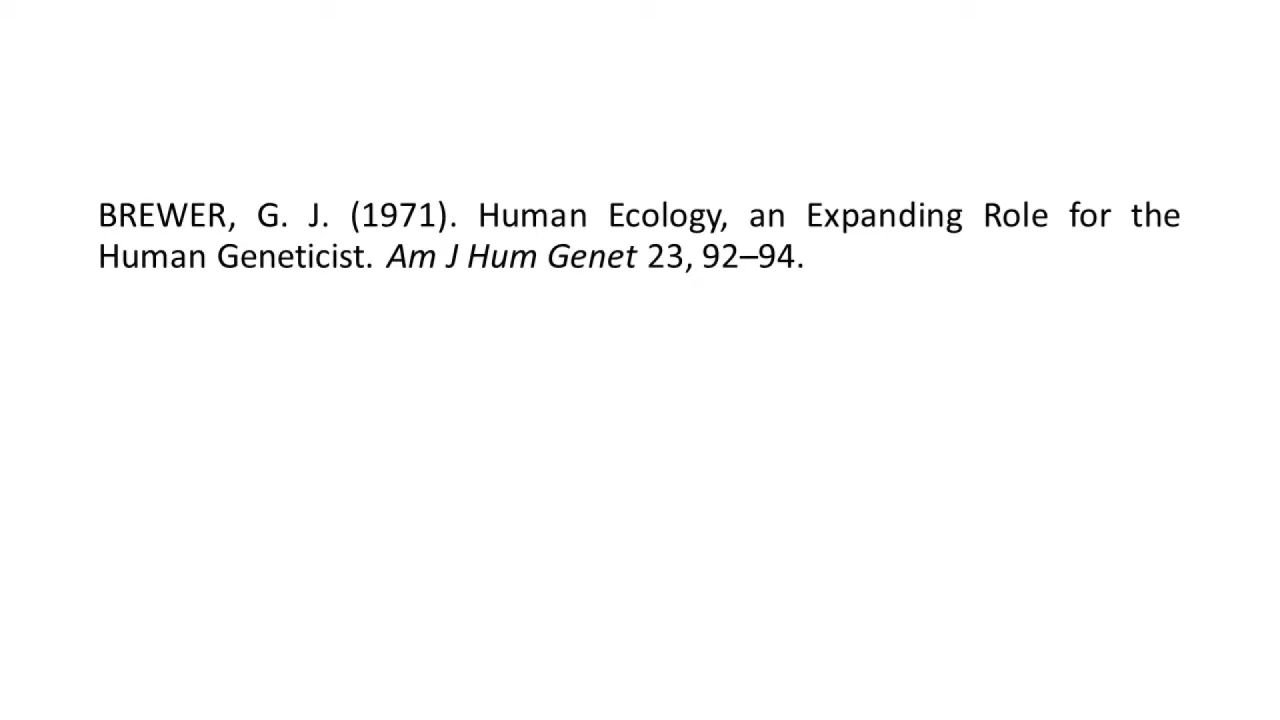 BREWER, G. J. (1971). Human Ecology, an Expanding Role for the
Human Geneticist. Am J Hum Genet 23, 92–94.